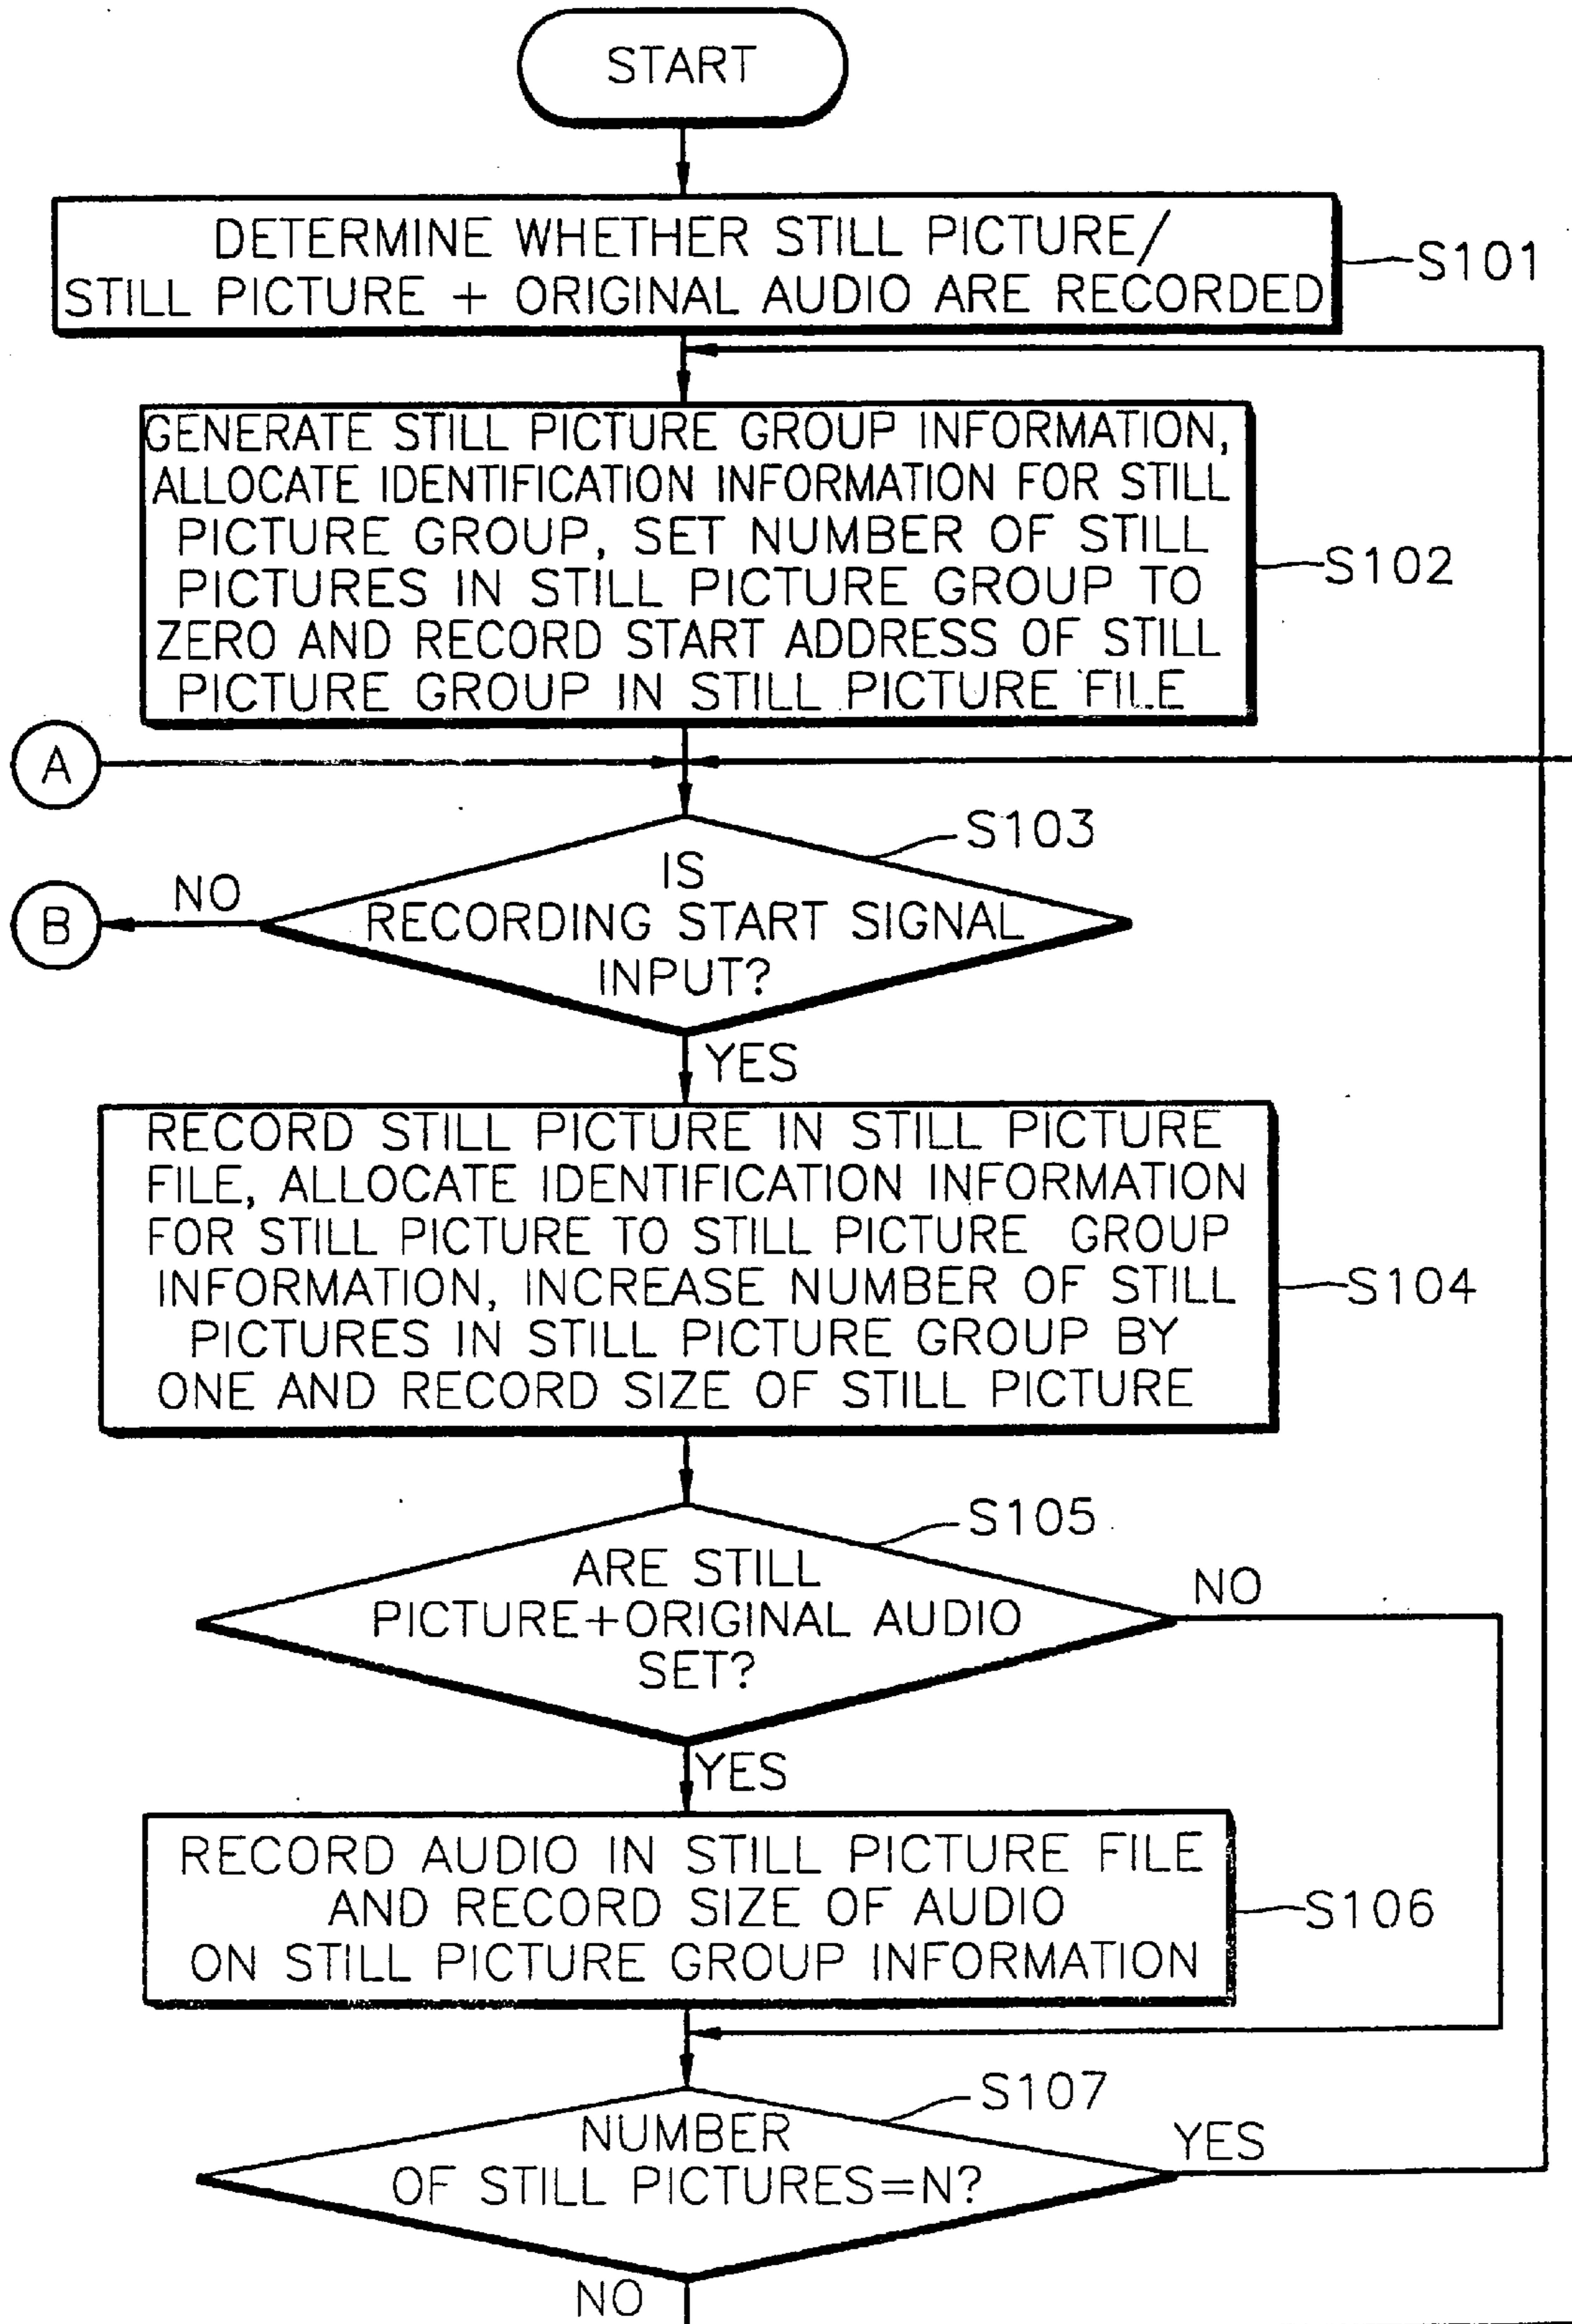 START
DETERMINE WHETHER STILL PICTURE/
STILL PICTURE + ORIGINAL AUDIO ARE RECORDED
S101
GENERATE STILL PICTURE GROUP INFORMATION,
ALLOCATE IDENTIFICATION INFORMATION FOR STILL
PICTURE GROUP, SET NUMBER OF STILL
PICTURES IN STILL PICTURE GROUP TO
ZERO AND RECORD START ADDRESS OF STILL
PICTURE GROUP IN STILL PICTURE FILE
S102
A
S103
IS
RECORDING START SIGNAL
INPUT?
NO
B
YES
RECORD STILL PICTURE IN STILL PICTURE
FILE, ALLOCATE IDENTIFICATION INFORMATION
FOR STILL PICTURE TO STILL PICTURE GROUP
INFORMATION, INCREASE NUMBER OF STILL
PICTURES IN STILL PICTURE GROUP BY
ONE AND RECORD SIZE OF STILL PICTURE
S104
S105
ARE STILL
PICTURE+ORIGINAL AUDIO
SET?
NO
YES
RECORD AUDIO IN STILL PICTURE FILE
AND RECORD SIZE OF AUDIO
ON STILL PICTURE GROUP INFORMATION
S106
S107
NUMBER
OF STILL PICTURES=N?
YES
NO